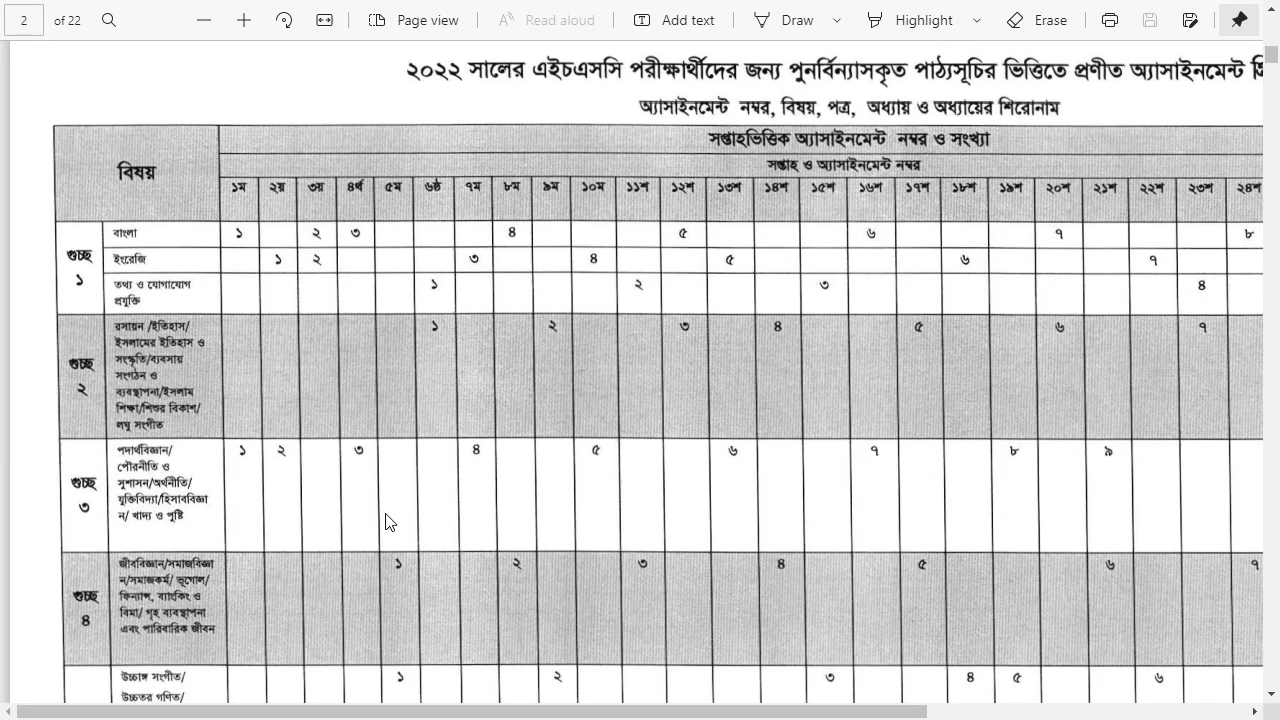 2 of 22 Page view Read aloud Add text Draw Highlight Erase
২০২২ সালের এইচএসসি পরীক্ষার্থীদের জন্য পুনর্বিন্যাসকৃত পাঠ্যসূচির ভিত্তিতে প্রণীত অ্যাসাইনমেন্ট
অ্যাসাইনমেন্ট নম্বর, বিষয়, পত্র, অধ্যায় ও অধ্যায়ের শিরোনাম
বিষয়
সপ্তাহভিত্তিক অ্যাসাইনমেন্ট নম্বর ও সংখ্যা
সপ্তাহ ও অ্যাসাইনমেন্ট নম্বর
১ম ২য় ৩য় ৪র্থ ৫ম ৬ষ্ঠ ৭ম ৮ম ৯ম ১০ম ১১শ ১২শ ১৩শ ১৪শ ১৫শ ১৬শ ১৭শ ১৮শ ১৯শ ২০শ ২১শ ২২শ ২৩শ ২৪শ
গুচ্ছ
১
বাংলা ১ ২ ৩ ৪ ৫ ৬ ৭ ৮
ইংরেজি ১ ২ ৩ ৪ ৫ ৬ ৭
তথ্য ও যোগাযোগ ১ ২ ৩ ৪
প্রযুক্তি
গুচ্ছ
২
রসায়ন /ইতিহাস/ ১ ২ ৩ ৪ ৫ ৬ ৭
ইসলামের ইতিহাস ও
সংস্কৃতি/ব্যবসায়
সংগঠন ও
ব্যবস্থাপনা/ইসলাম
শিক্ষা/শিশুর বিকাশ/
লঘু সংগীত
গুচ্ছ
৩
পদার্থবিজ্ঞান/ ১ ২ ৩ ৪ ৫ ৬ ৭ ৮ ৯
পৌরনীতি ও
সুশাসন/অর্থনীতি/
যুক্তিবিদ্যা/হিসাববিজ্ঞা
ন/ খাদ্য ও পুষ্টি
গুচ্ছ
৪
জীববিজ্ঞান/সমাজবিজ্ঞা ১ ২ ৩ ৪ ৫ ৬ ৭
ন/সমাজকর্ম/ ভূগোল/
ফিন্যান্স, ব্যাংকিং ও
বিমা/ গৃহ ব্যবস্থাপনা
এবং পারিবারিক জীবন
উচ্চাঙ্গ সংগীত/ ১ ২ ৩ ৪ ৫ ৬
উচ্চতর গণিত/